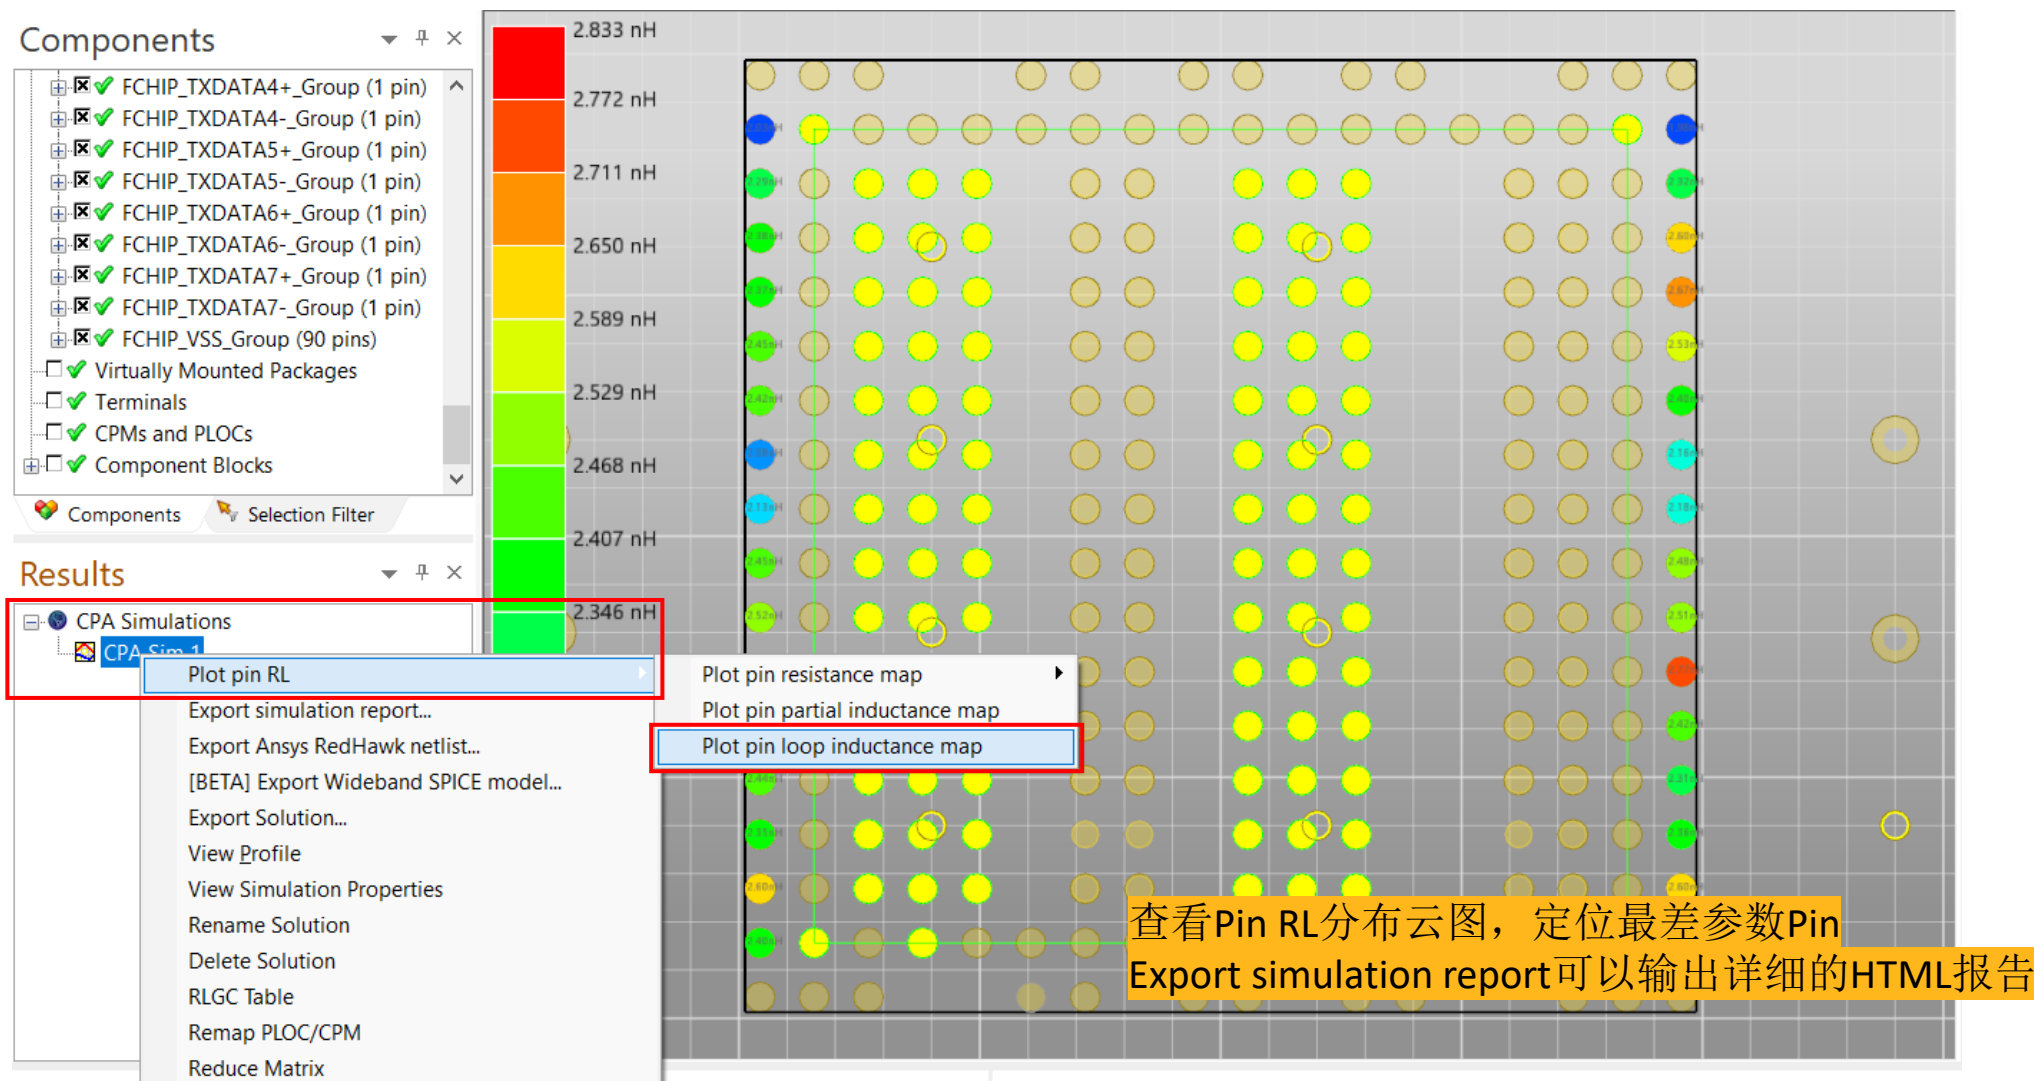 Components
FCHIP_TXDATA4+_Group (1 pin)
FCHIP_TXDATA4-_Group (1 pin)
FCHIP_TXDATA5+_Group (1 pin)
FCHIP_TXDATA5-_Group (1 pin)
FCHIP_TXDATA6+_Group (1 pin)
FCHIP_TXDATA6-_Group (1 pin)
FCHIP_TXDATA7+_Group (1 pin)
FCHIP_TXDATA7-_Group (1 pin)
FCHIP_VSS_Group (90 pins)
Virtually Mounted Packages
Terminals
CPMs and PLOCs
Component Blocks
Components
Selection Filter
Results
CPA Simulations
CPA Sim 1
Plot pin RL
Export simulation report...
Export Ansys RedHawk netlist...
[BETA] Export Wideband SPICE model...
Export Solution...
View Profile
View Simulation Properties
Rename Solution
Delete Solution
RLGC Table
Remap PLOC/CPM
Reduce Matrix
Plot pin resistance map
Plot pin partial inductance map
Plot pin loop inductance map
2.833 nH
2.772 nH
2.711 nH
2.650 nH
2.589 nH
2.529 nH
2.468 nH
2.407 nH
2.346 nH
查看Pin RL分布云图，定位最差参数Pin
Export simulation report可以输出详细的HTML报告